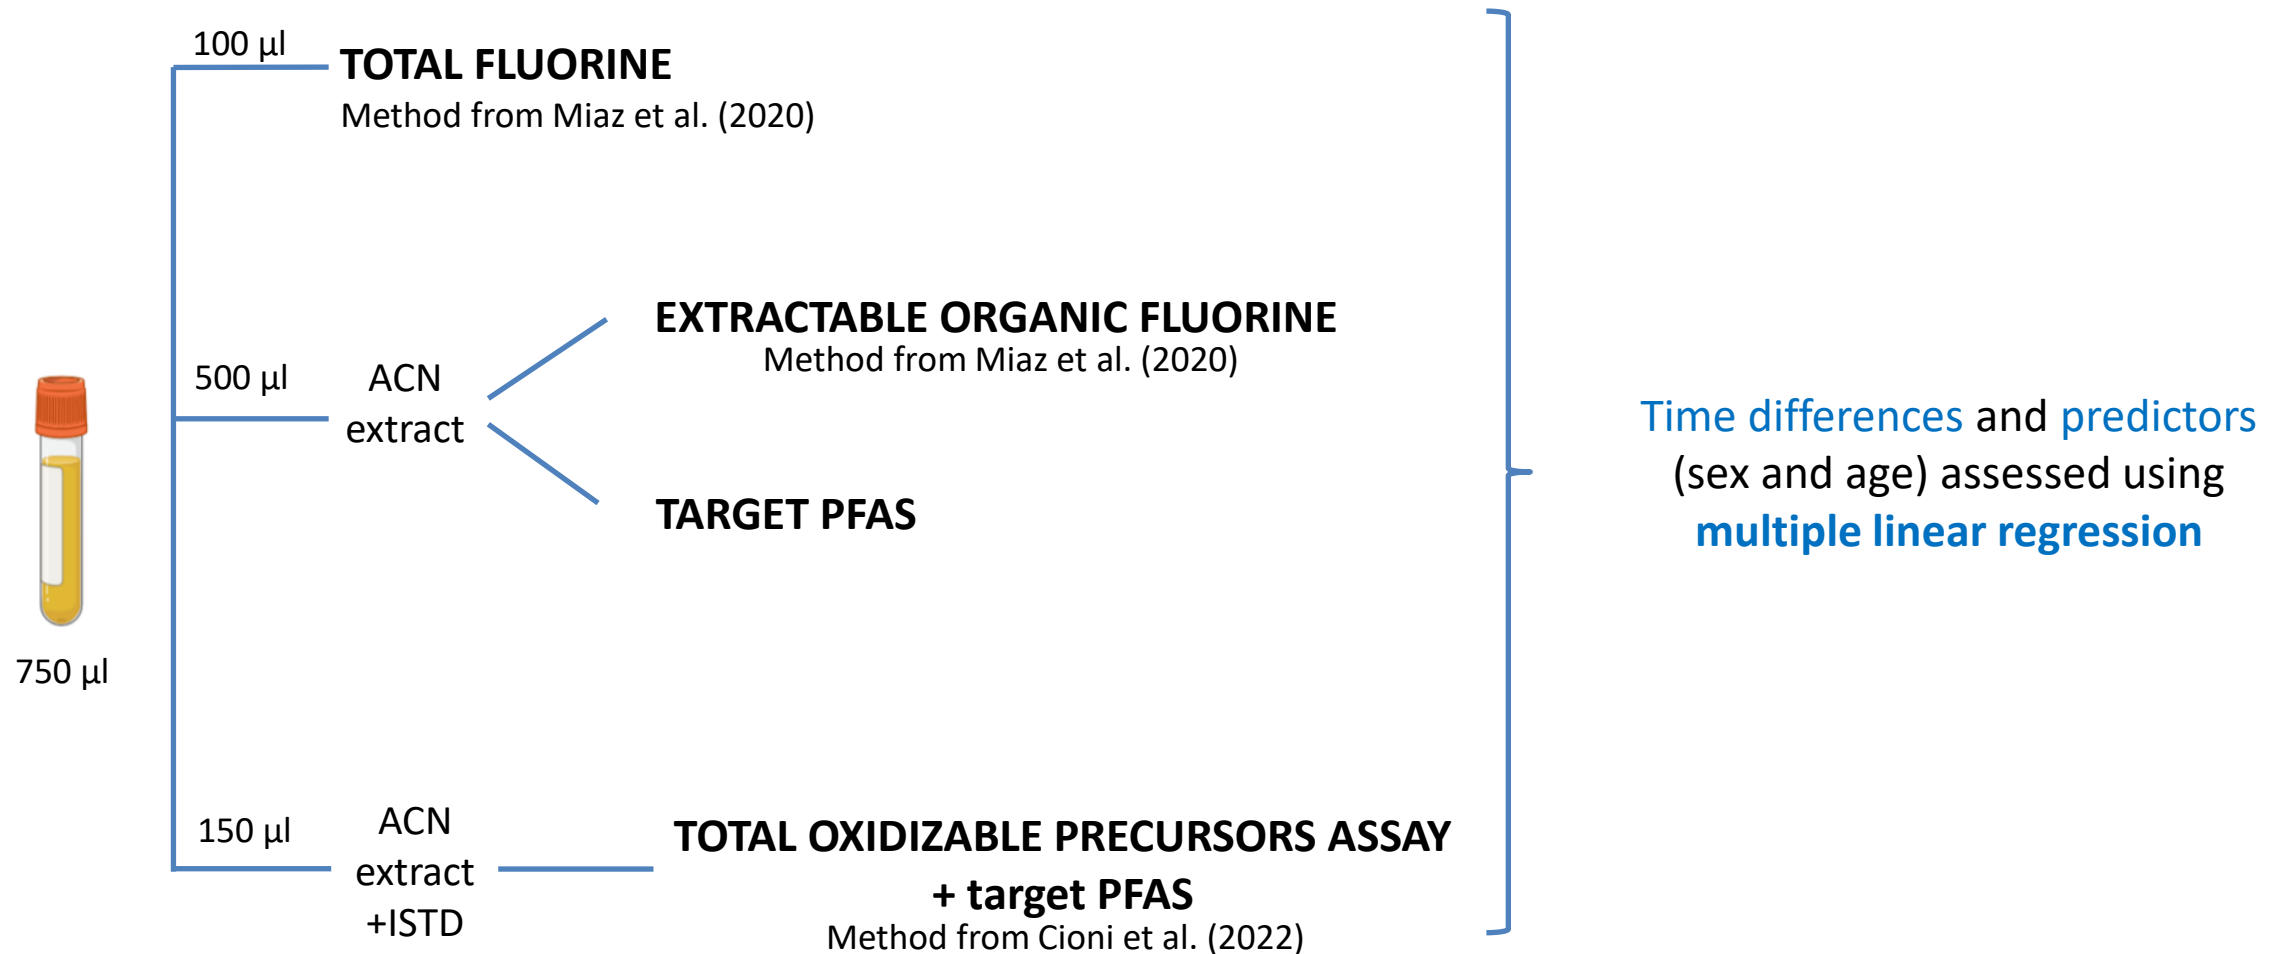 100 µl
TOTAL FLUORINE
Method from Miaz et al. (2020)
750 µl
500 µl
ACN
extract
EXTRACTABLE ORGANIC FLUORINE
Method from Miaz et al. (2020)
TARGET PFAS
150 µl
ACN
extract
+ISTD
TOTAL OXIDIZABLE PRECURSORS ASSAY
+ target PFAS
Method from Cioni et al. (2022)
Time differences and predictors
(sex and age) assessed using
multiple linear regression